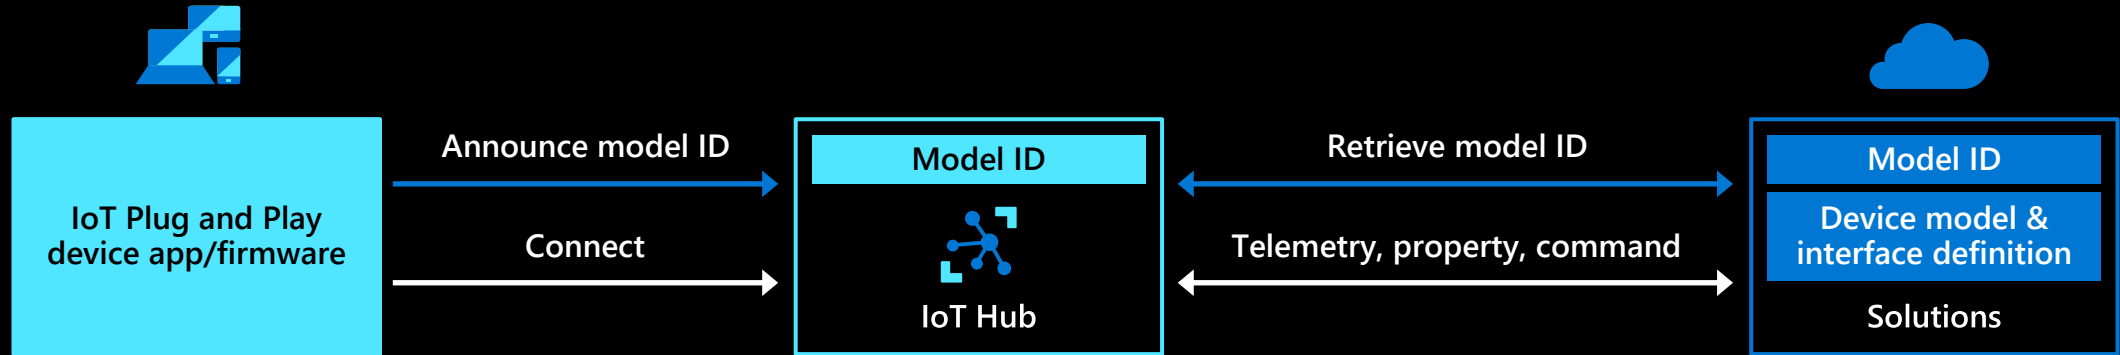 IoT Plug and Play
device app/firmware
Announce model ID
Connect
Model ID
IoT Hub
Retrieve model ID
Telemetry, property, command
Model ID
Device model &
interface definition
Solutions